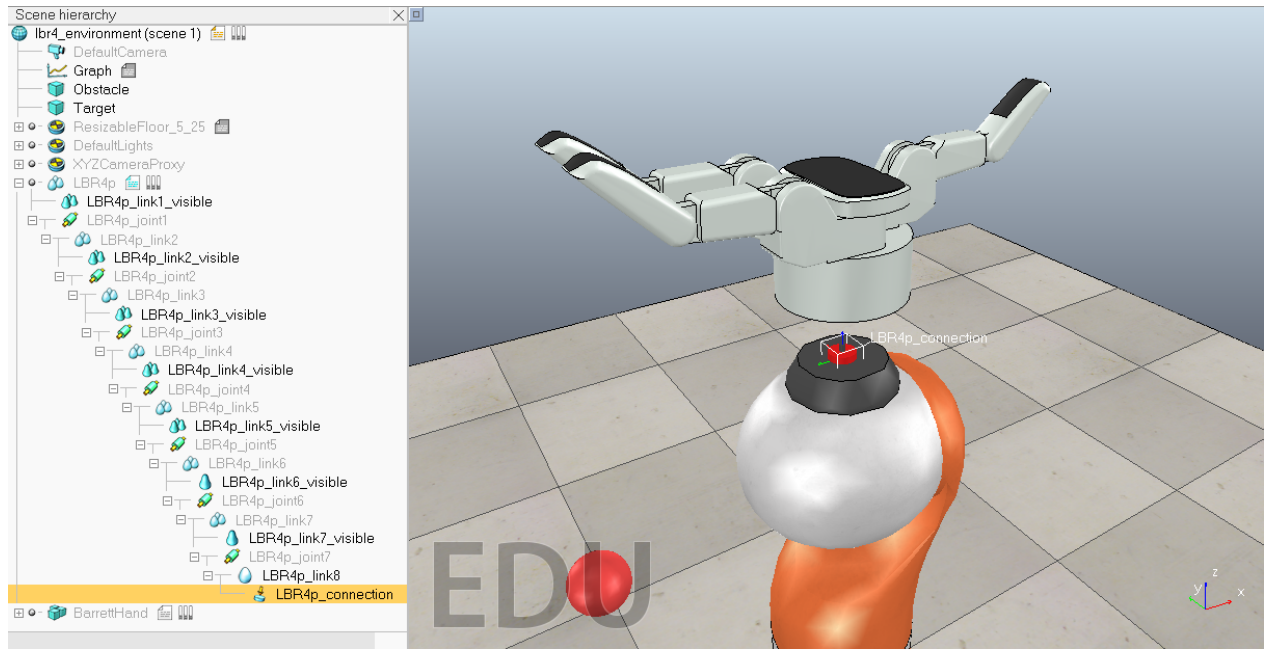 Scene hierarchy
lbr4_environment (scene 1)
DefaultCamera
Graph
Obstacle
Target
ResizableFloor_5_25
DefaultLights
XYZCameraProxy
LBR4p
LBR4p_link1_visible
LBR4p_joint1
LBR4p_link2
LBR4p_link2_visible
LBR4p_joint2
LBR4p_link3
LBR4p_link3_visible
LBR4p_joint3
LBR4p_link4
LBR4p_link4_visible
LBR4p_joint4
LBR4p_link5
LBR4p_link5_visible
LBR4p_joint5
LBR4p_link6
LBR4p_link6_visible
LBR4p_joint6
LBR4p_link7
LBR4p_link7_visible
LBR4p_joint7
LBR4p_link8
LBR4p_connection
BarrettHand
LBR4p_connection
EDU
z
y
x